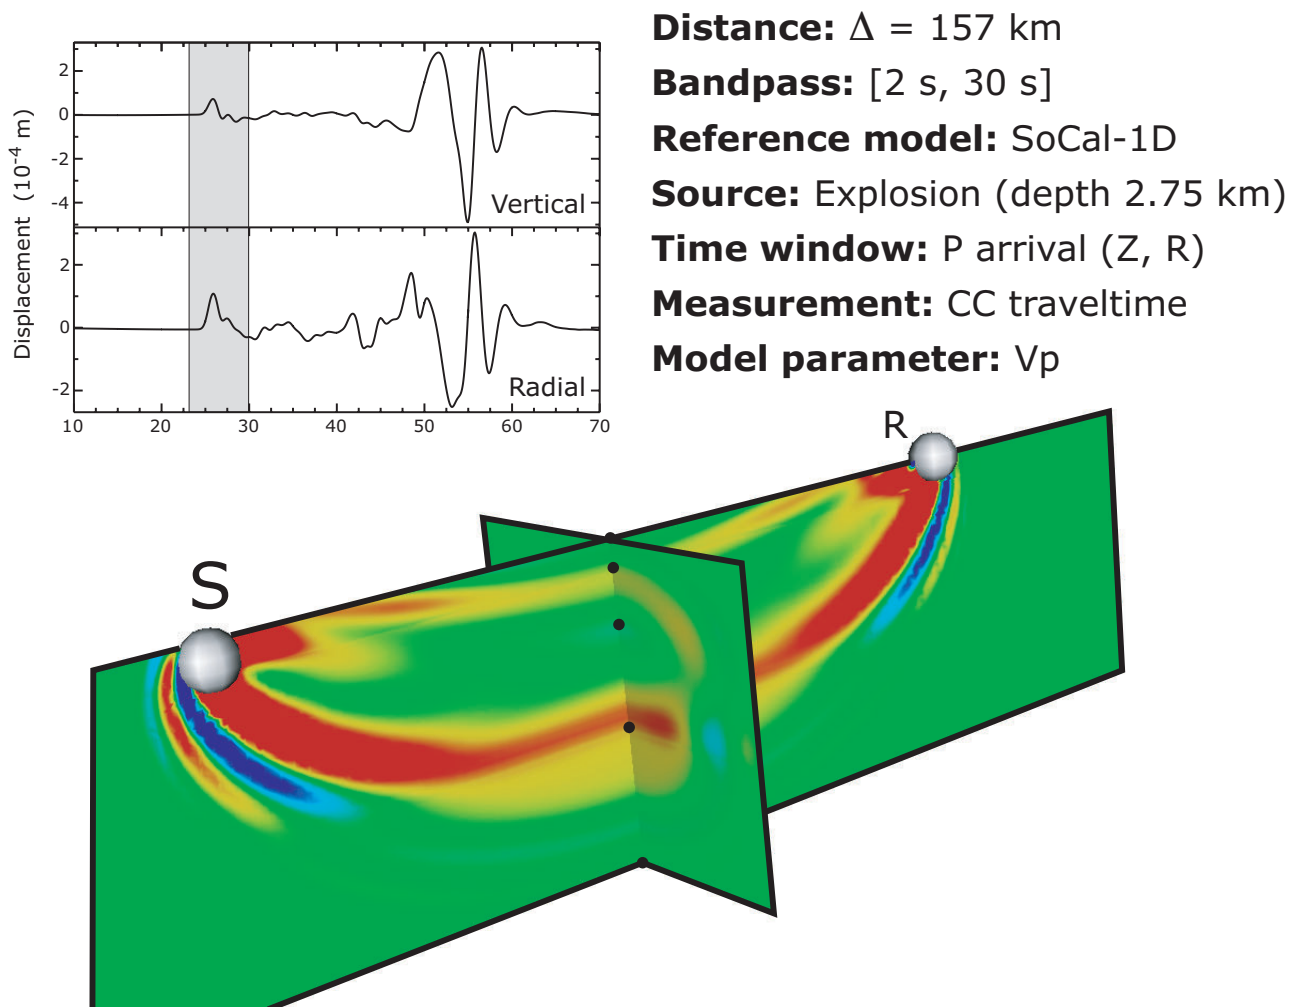 Distance: Δ = 157 km
Bandpass: [2 s, 30 s]
Reference model: SoCal-1D
Source: Explosion (depth 2.75 km)
Time window: P arrival (Z, R)
Measurement: CC traveltime
Model parameter: Vp
Displacement (10⁻⁴ m)
2
0
-2
-4
Vertical
2
0
-2
Radial
10 20 30 40 50 60 70
R
S